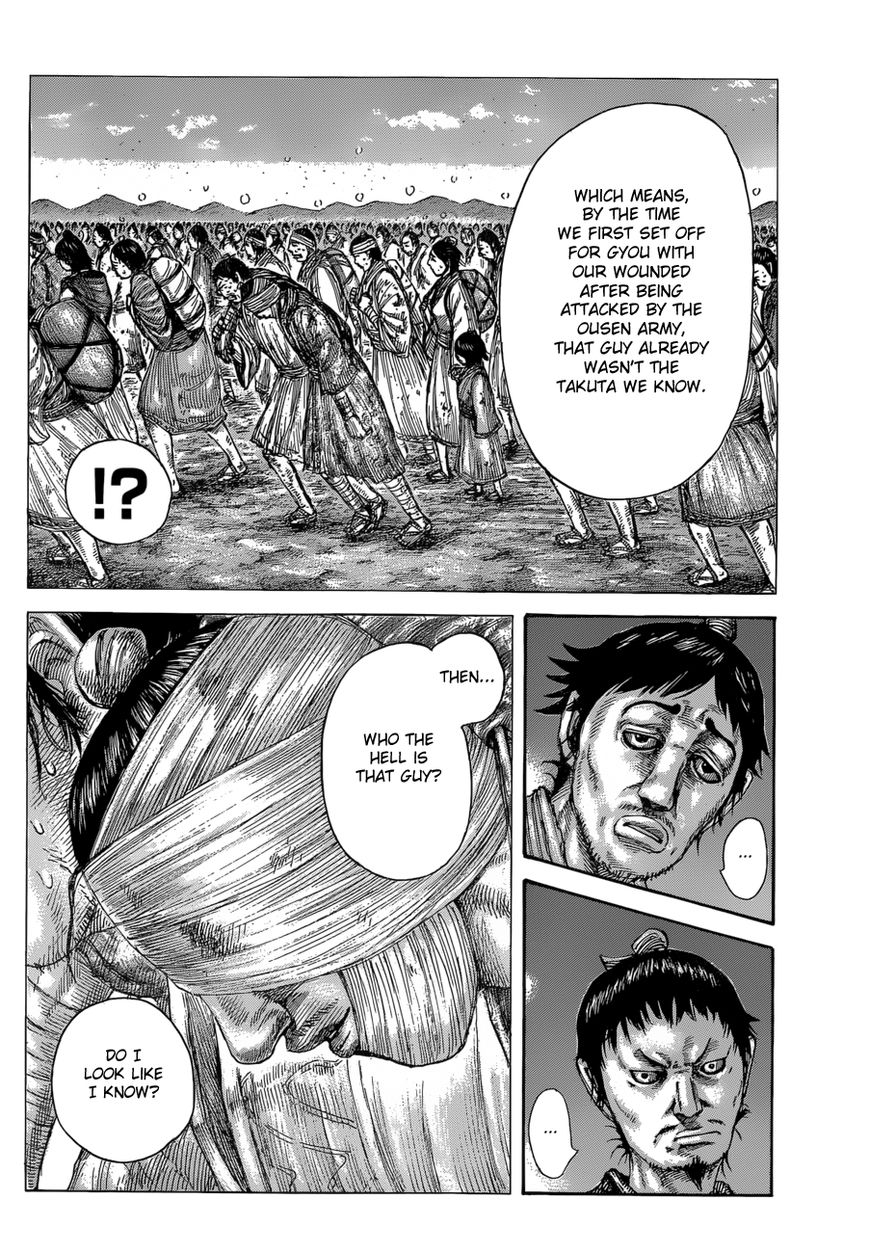 WHICH MEANS,
BY THE TIME
WE FIRST SET OFF
FOR GYOU WITH
OUR WOUNDED
AFTER BEING
ATTACKED BY THE
OUSEN ARMY,
THAT GUY ALREADY
WASN'T THE
TAKUTA WE KNOW.
!?
...
...
THEN...
WHO THE
HELL IS
THAT GUY?
DO I
LOOK LIKE
I KNOW?